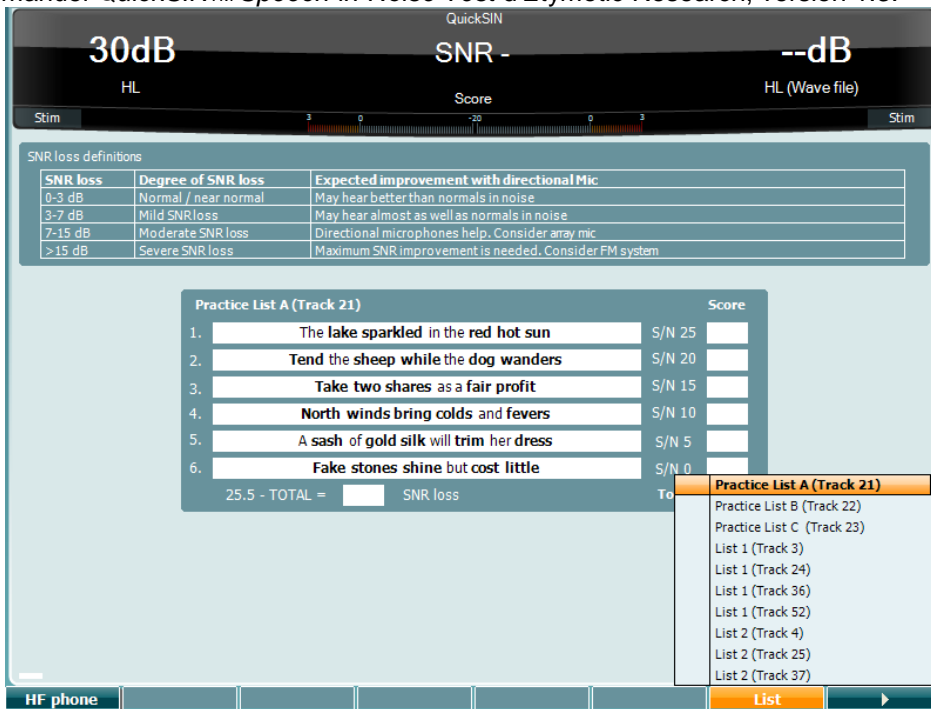 QuickSIN
30dB SNR - --dB
HL Score HL (Wave file)
Stim 3 0 -20 0 3 Stim
SNR loss definitions
SNR loss Degree of SNR loss Expected improvement with directional Mic
0-3 dB Normal / near normal May hear better than normals in noise
3-7 dB Mild SNR loss May hear almost as well as normals in noise
7-15 dB Moderate SNR loss Directional microphones help. Consider array mic
>15 dB Severe SNR loss Maximum SNR improvement is needed. Consider FM system
Practice List A (Track 21) Score
1. The lake sparkled in the red hot sun S/N 25
2. Tend the sheep while the dog wanders S/N 20
3. Take two shares as a fair profit S/N 15
4. North winds bring colds and fevers S/N 10
5. A sash of gold silk will trim her dress S/N 5
6. Fake stones shine but cost little S/N 0
25.5 - TOTAL = SNR loss
Practice List A (Track 21)
Practice List B (Track 22)
Practice List C (Track 23)
List 1 (Track 3)
List 1 (Track 24)
List 1 (Track 36)
List 1 (Track 52)
List 2 (Track 4)
List 2 (Track 25)
List 2 (Track 37)
HF phone List